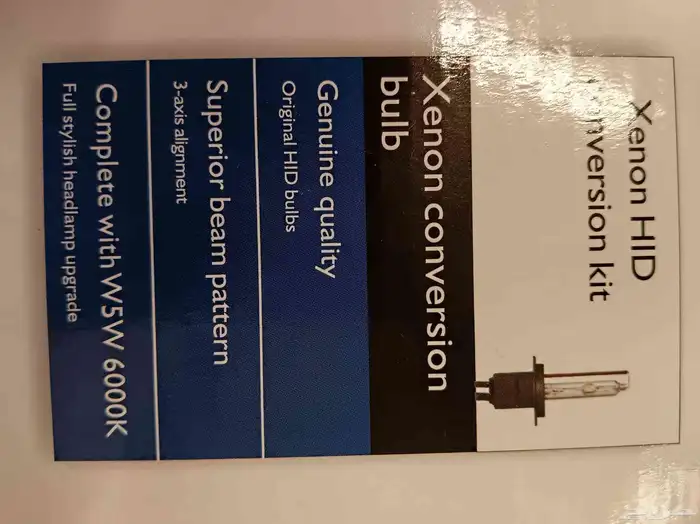 Xenon HID
conversion kit
Xenon conversion
bulb
Genuine quality
Original HID bulbs
Superior beam pattern
3-axis alignment
Complete with W5W 6000K
Full stylish headlamp upgrade